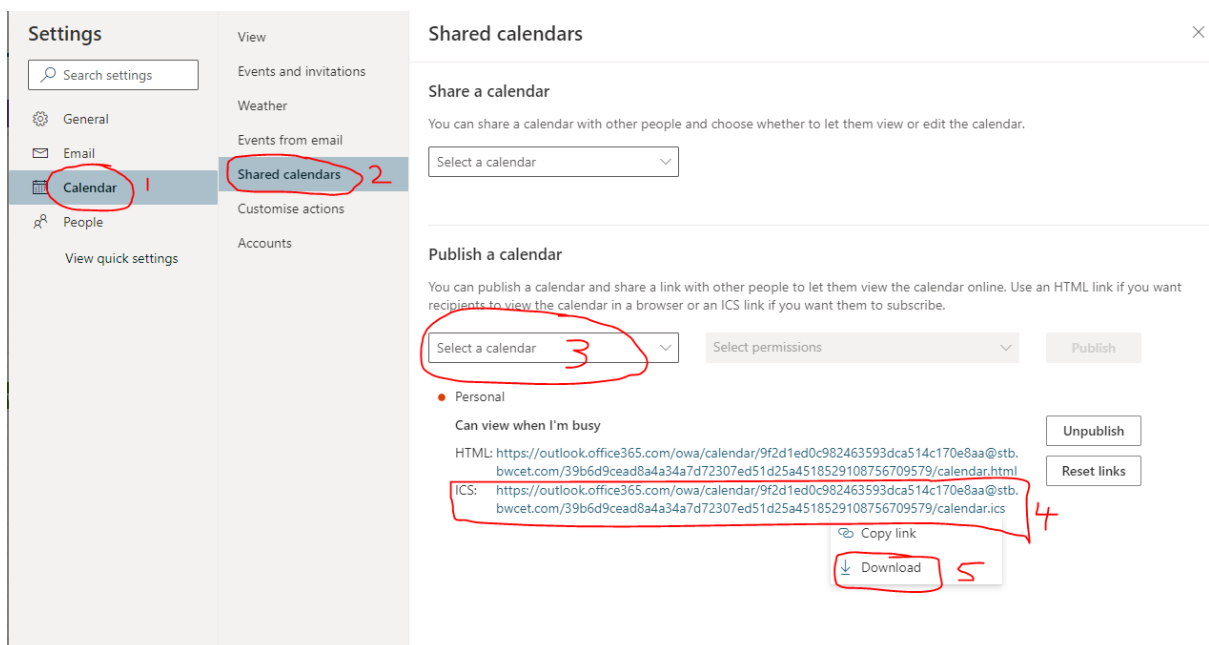 Settings
Search settings
General
Email
Calendar 1
People
View quick settings
View
Events and invitations
Weather
Events from email
Shared calendars 2
Customise actions
Accounts
Shared calendars
Share a calendar
You can share a calendar with other people and choose whether to let them view or edit the calendar.
Select a calendar
Publish a calendar
You can publish a calendar and share a link with other people to let them view the calendar online. Use an HTML link if you want
recipients to view the calendar in a browser or an ICS link if you want them to subscribe.
Select a calendar 3 Select permissions Publish
Personal
Can view when I'm busy Unpublish
HTML: https://outlook.office365.com/owa/calendar/9f2d1ed0c982463593dca514c170e8aa@stb.
bwcet.com/39b6d9cead8a4a34a7d72307ed51d25a4518529108756709579/calendar.html Reset links
ICS: https://outlook.office365.com/owa/calendar/9f2d1ed0c982463593dca514c170e8aa@stb.
bwcet.com/39b6d9cead8a4a34a7d72307ed51d25a4518529108756709579/calendar.ics 4
Copy link
Download 5